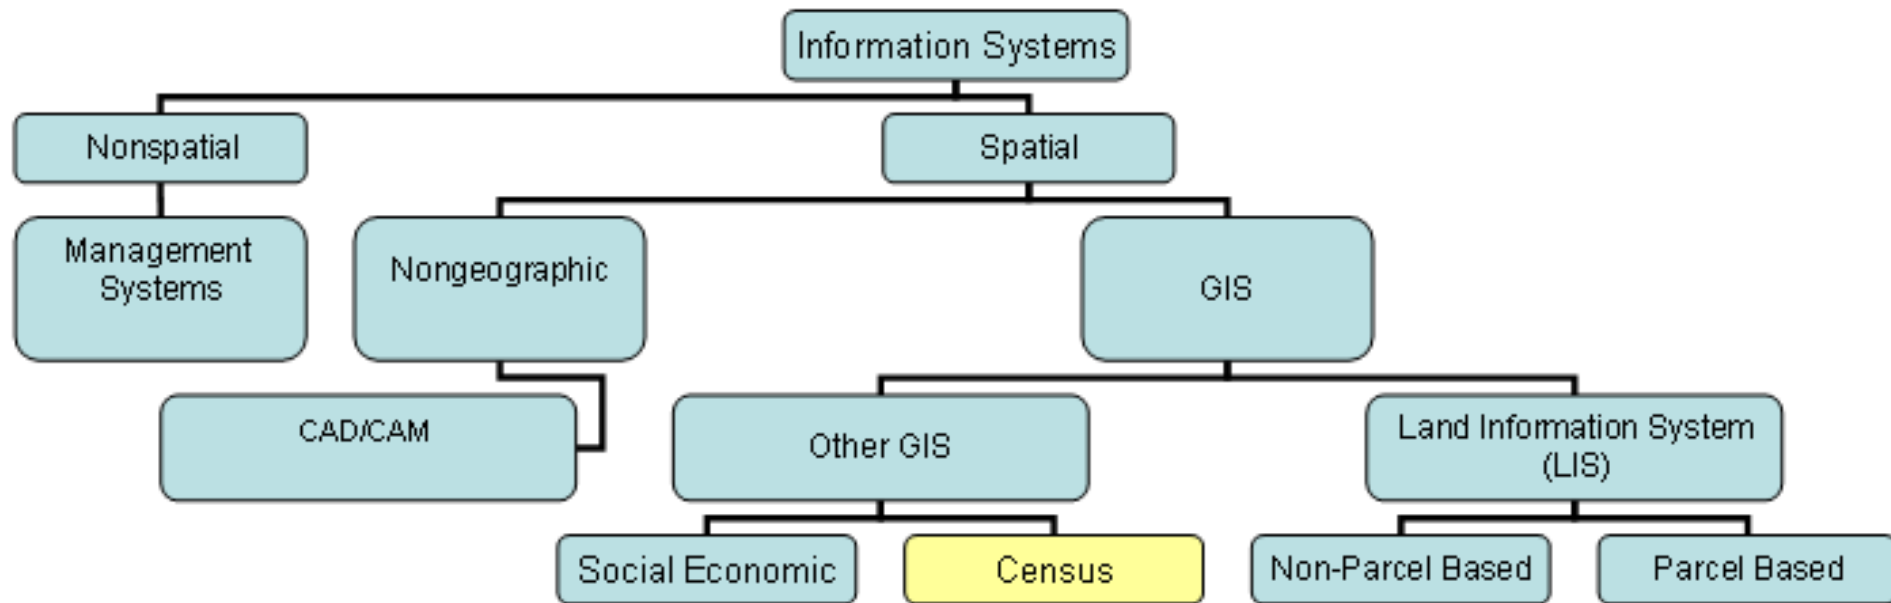 Information Systems
Nonspatial
Spatial
Management
Systems
Nongeographic
GIS
CAD/CAM
Other GIS
Land Information System
(LIS)
Social Economic
Census
Non-Parcel Based
Parcel Based